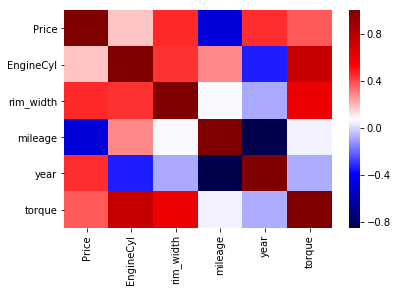 Price
EngineCyl
rim_width
mileage
year
torque
Price
EngineCyl
rim_width
mileage
year
torque
0.8
0.4
0.0
−0.4
−0.8